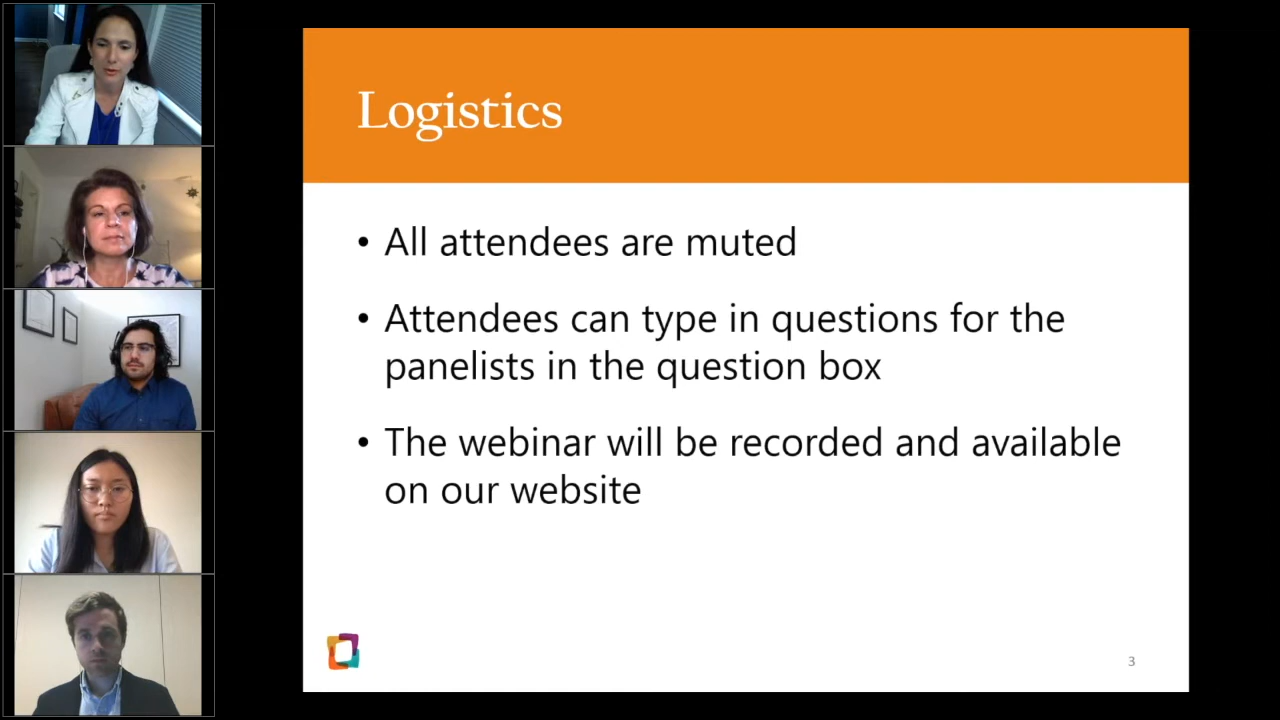 Logistics
• All attendees are muted
• Attendees can type in questions for the
panelists in the question box
• The webinar will be recorded and available
on our website
3